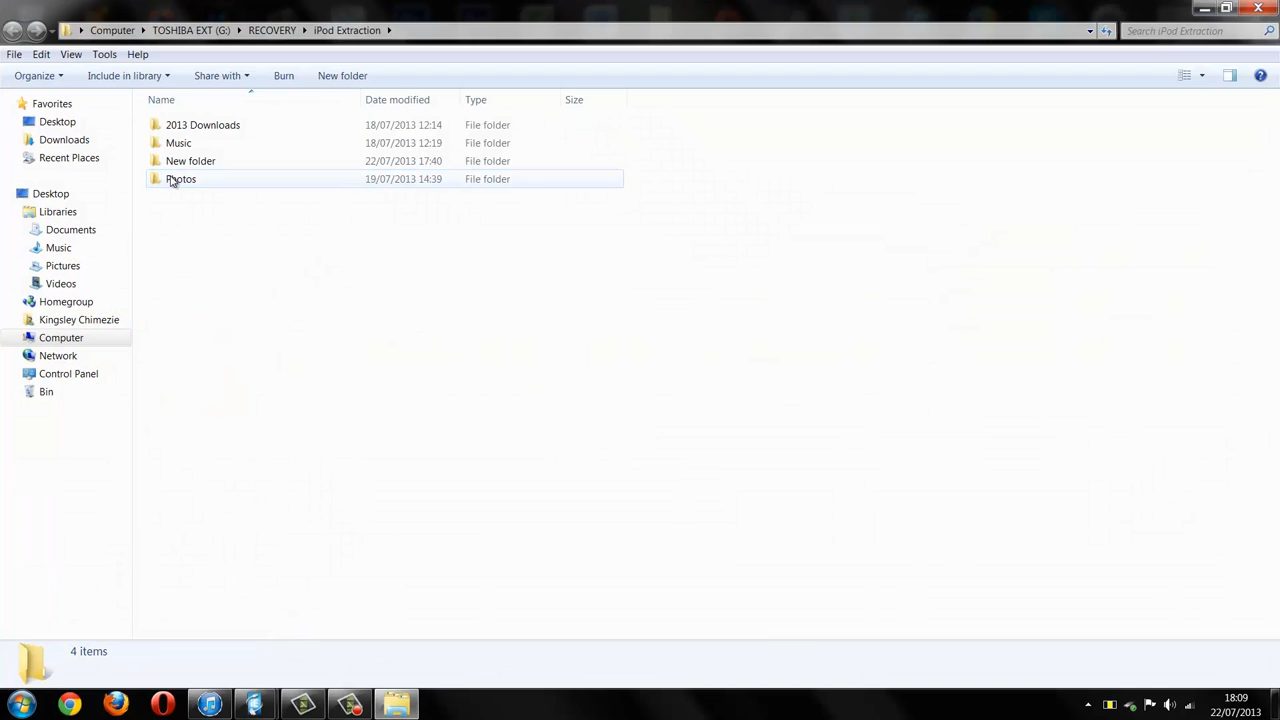 Computer TOSHIBA EXT (G:) RECOVERY iPod Extraction Search iPod Extraction
File Edit View Tools Help
Organize Include in library Share with Burn New folder
Name Date modified Type Size
Favorites
Desktop
Downloads
Recent Places
Desktop
Libraries
Documents
Music
Pictures
Videos
Homegroup
Kingsley Chimezie
Computer
Network
Control Panel
Bin
2013 Downloads 18/07/2013 12:14 File folder
Music 18/07/2013 12:19 File folder
New folder 22/07/2013 17:40 File folder
Photos 19/07/2013 14:39 File folder
4 items
18:09
22/07/2013